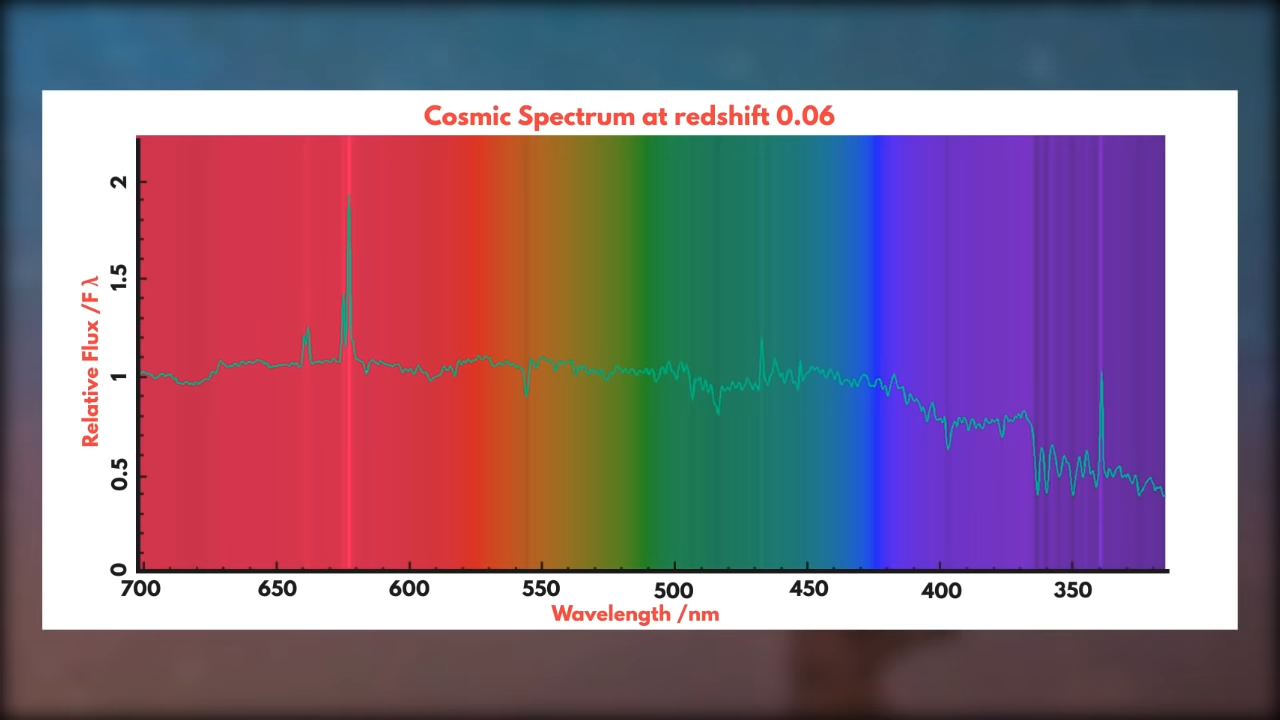 Cosmic Spectrum at redshift 0.06
2
1.5
1
0.5
0
Relative Flux /F λ
700 650 600 550 500 450 400 350
Wavelength /nm